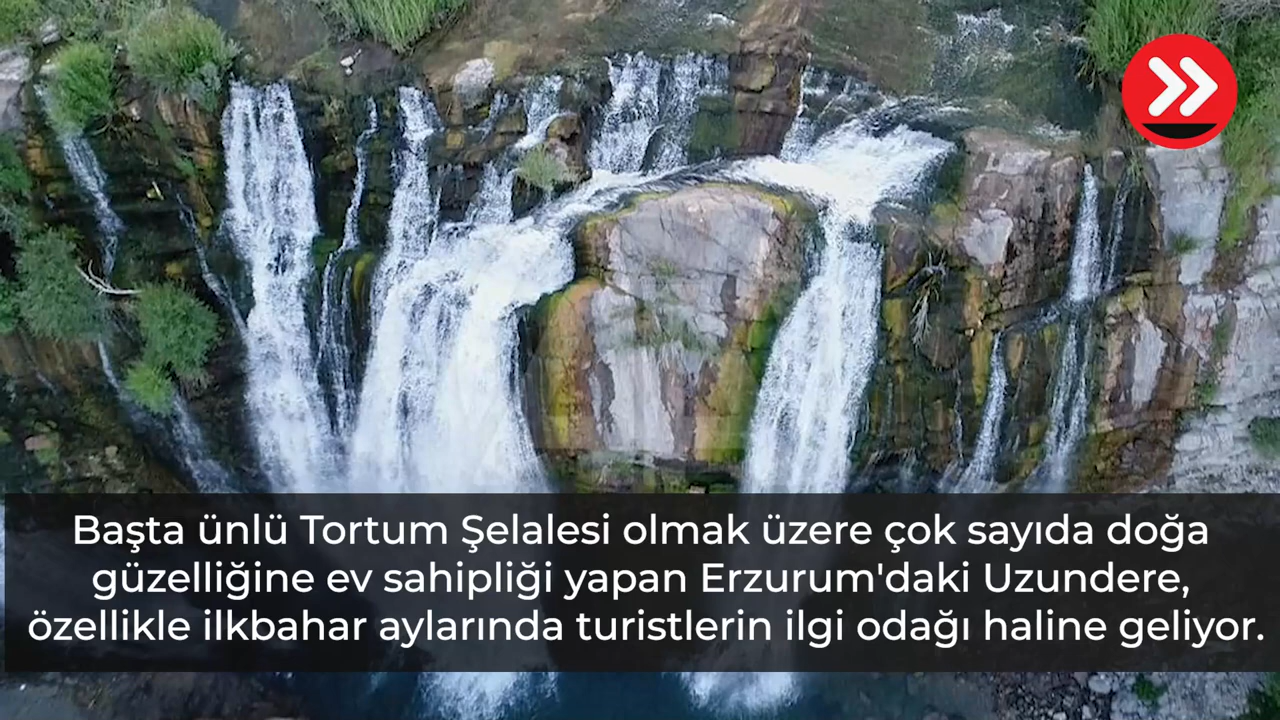 Başta ünlü Tortum Şelalesi olmak üzere çok sayıda doğa
güzelliğine ev sahipliği yapan Erzurum'daki Uzundere,
özellikle ilkbahar aylarında turistlerin ilgi odağı haline geliyor.